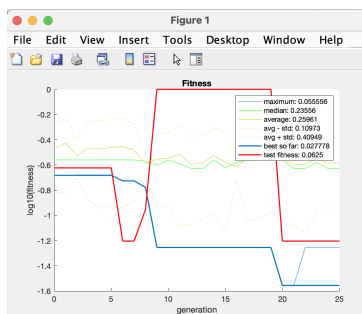 Figure 1
File Edit View Insert Tools Desktop Window Help
Fitness
maximum: 0.055556
median: 0.23556
average: 0.25961
avg - std: 0.10973
avg + std: 0.40949
best so far: 0.027778
test fitness: 0.0625
log10(fitness)
0
-0.2
-0.4
-0.6
-0.8
-1
-1.2
-1.4
-1.6
0 5 10 15 20 25
generation